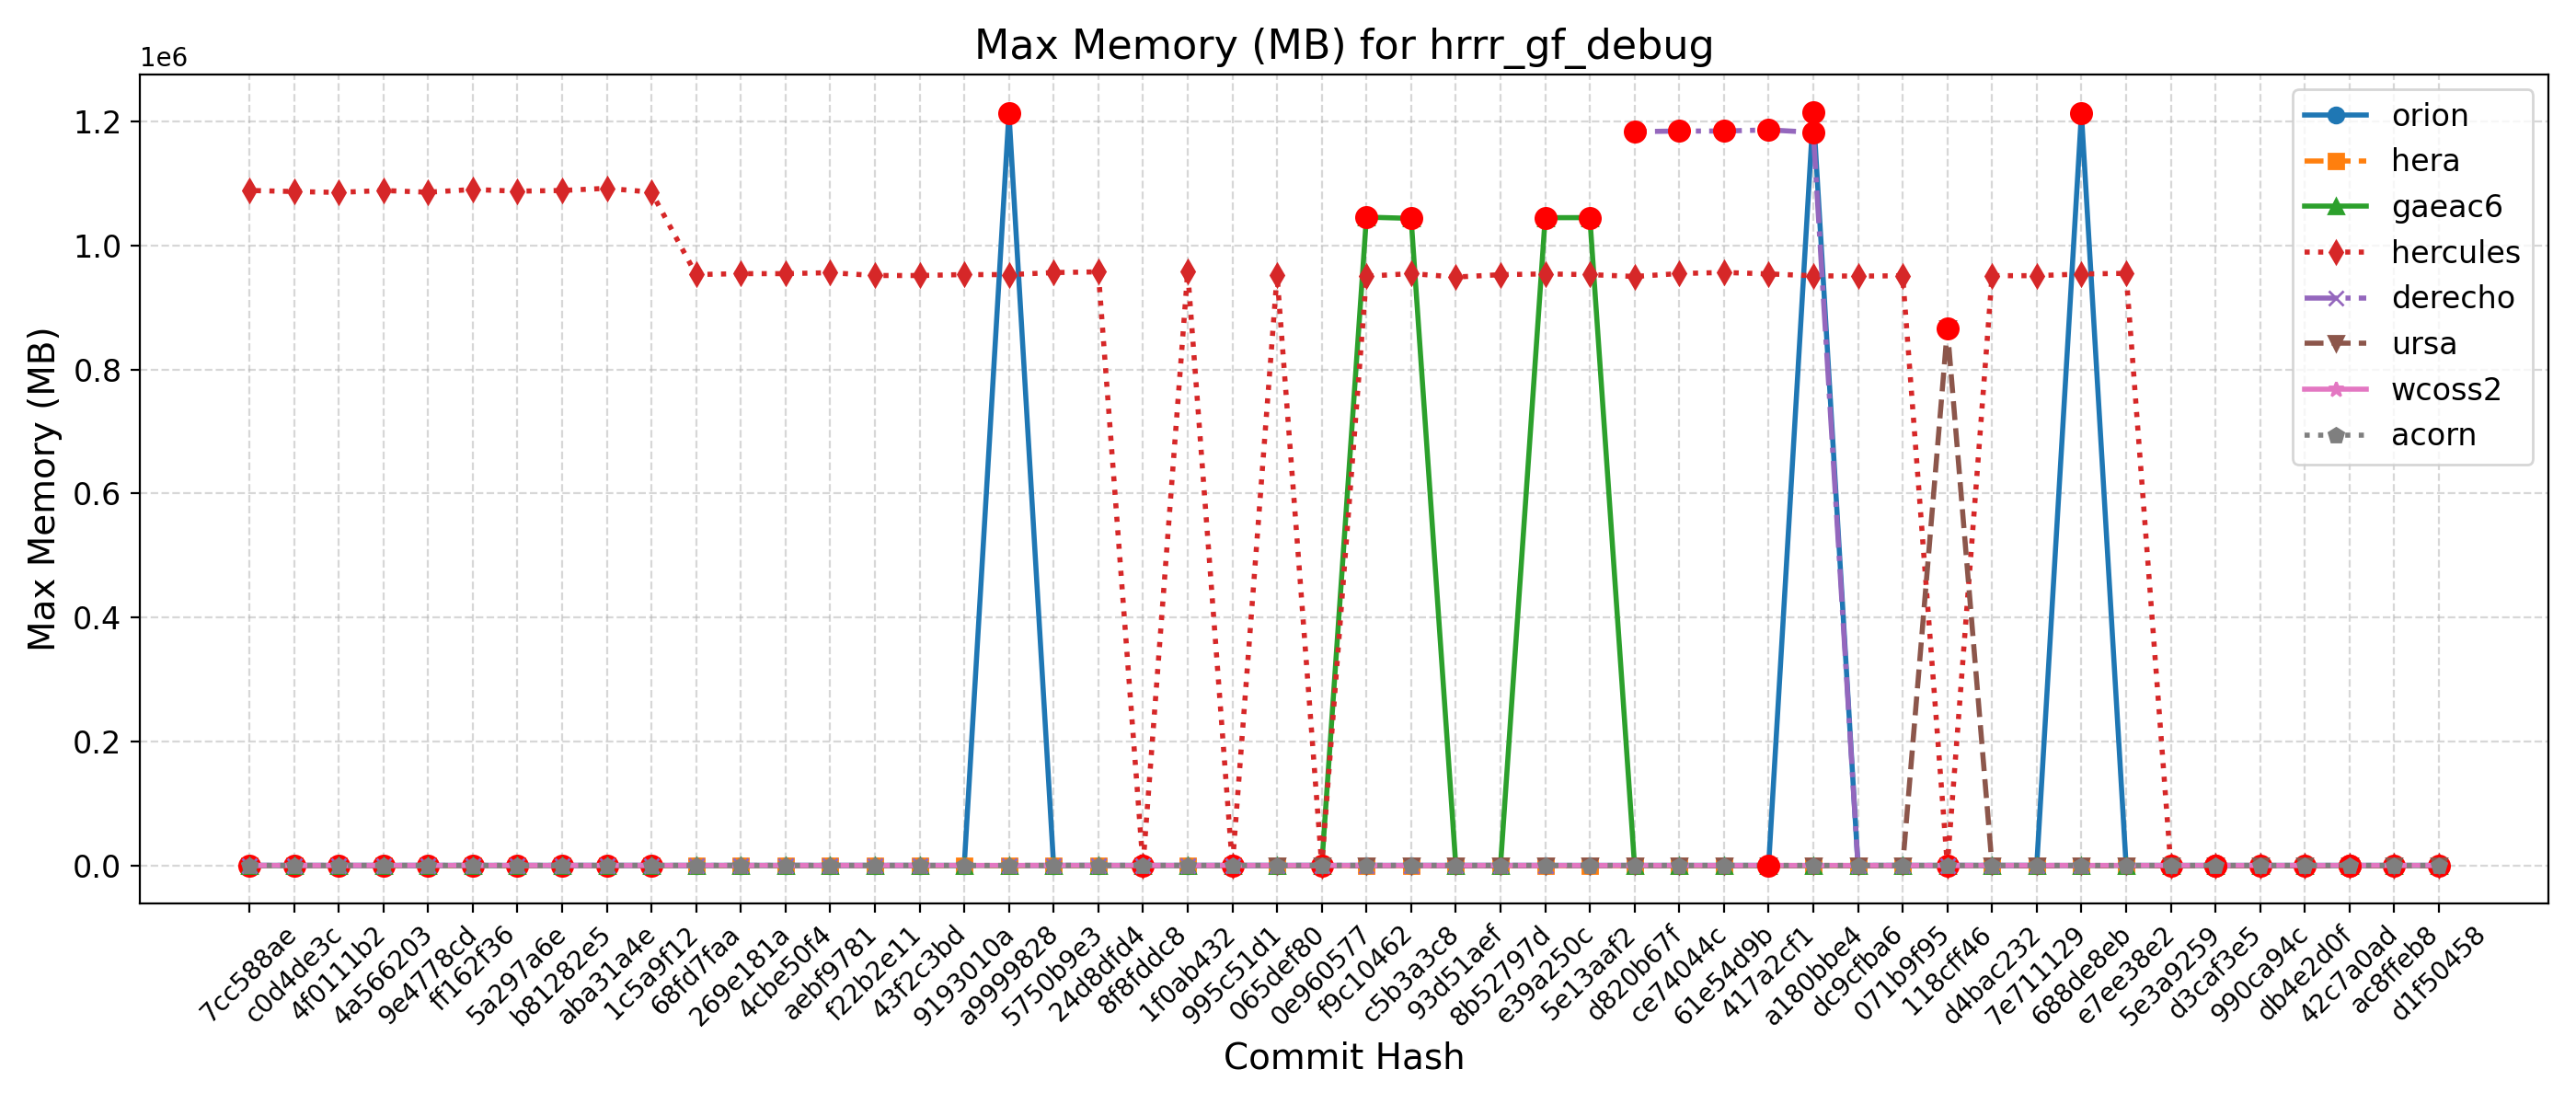 Max Memory (MB) for hrrr_gf_debug
1e6
1.2
1.0
0.8
0.6
0.4
0.2
0.0
Max Memory (MB)
orion
hera
gaeac6
hercules
derecho
ursa
wcoss2
acorn
7cc588ae
c0d4de3c
4f0111b2
4a566203
9e4778cd
ff162f36
5a297a6e
b81282e5
aba31a4e
1c5a9f12
68fd7faa
269e181a
4cbe50f4
aebf9781
f22b2e11
43f2c3bd
9193010a
a9999828
5750b9e3
24d8dfd4
8f8fddc8
1f0ab432
995c51d1
065def80
0e960577
f9c10462
c5b3a3c8
93d51aef
8b52797d
e39a250c
5e13aaf2
d820b67f
ce74044c
61e54d9b
417a2cf1
a180bbe4
dc9cfba6
071b9f95
118cff46
d4bac232
7e711129
688de8eb
e7ee38e2
5e3a9259
d3caf3e5
990ca94c
db4e2d0f
42c7a0ad
ac8ffeb8
d1f50458
Commit Hash